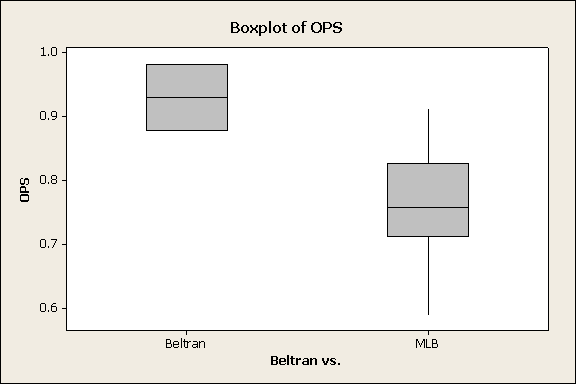 Boxplot of OPS
1.0
0.9
0.8
0.7
0.6
OPS
Beltran
MLB
Beltran vs.